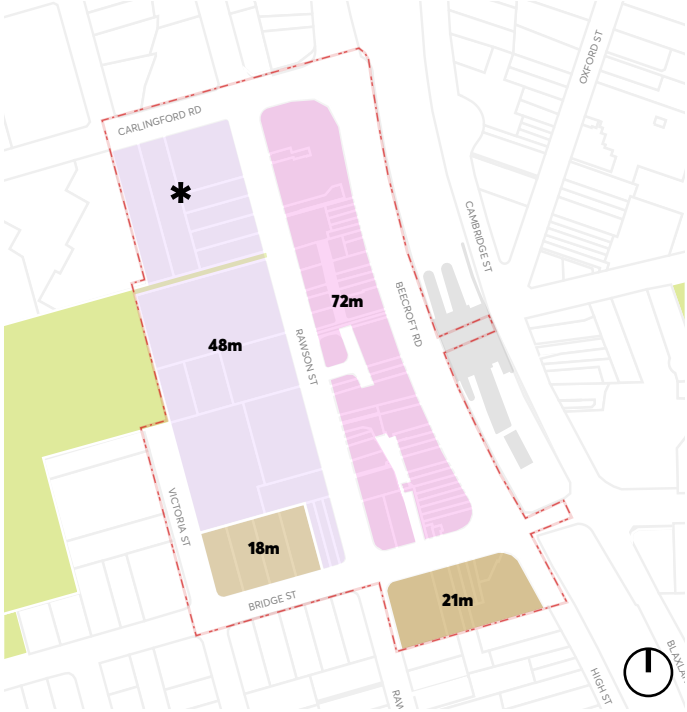 OXFORD ST
CARLINGFORD RD
*
CAMBRIDGE ST
72m
BEECROFT RD
48m
RAWSON ST
VICTORIA ST
18m
BRIDGE ST
21m
HIGH ST